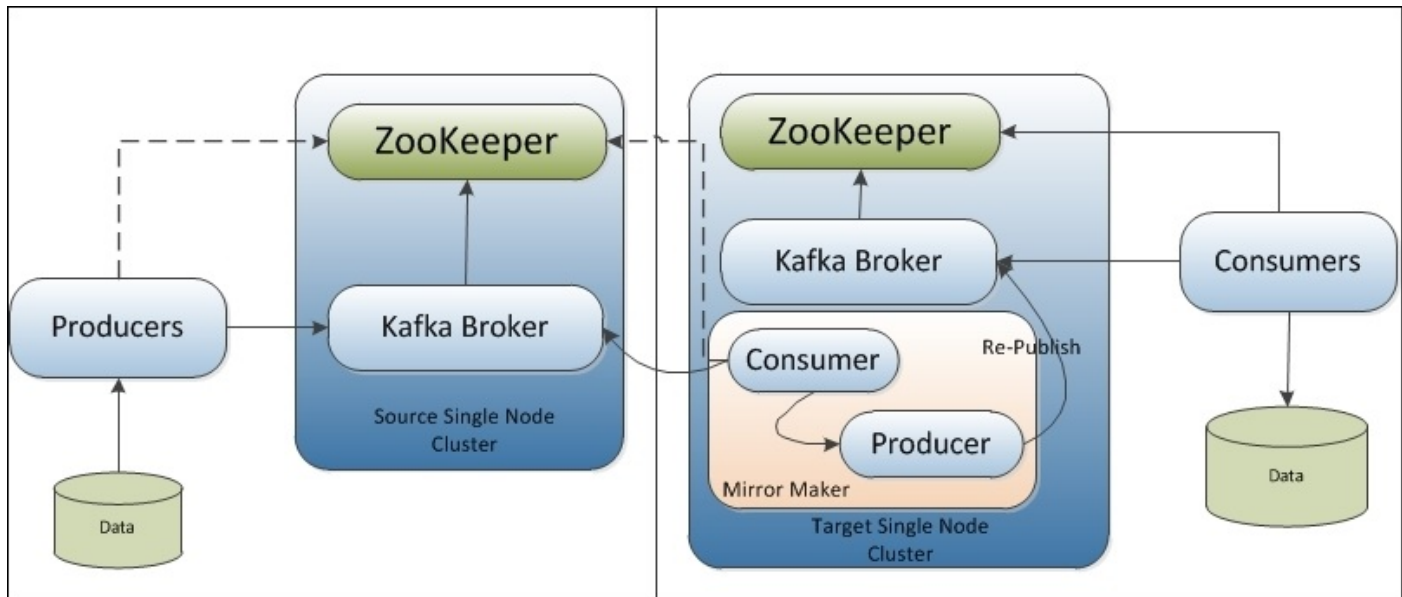 ZooKeeper
Producers
Kafka Broker
Source Single Node
Cluster
Data
ZooKeeper
Kafka Broker
Consumers
Re-Publish
Consumer
Producer
Mirror Maker
Target Single Node
Cluster
Data